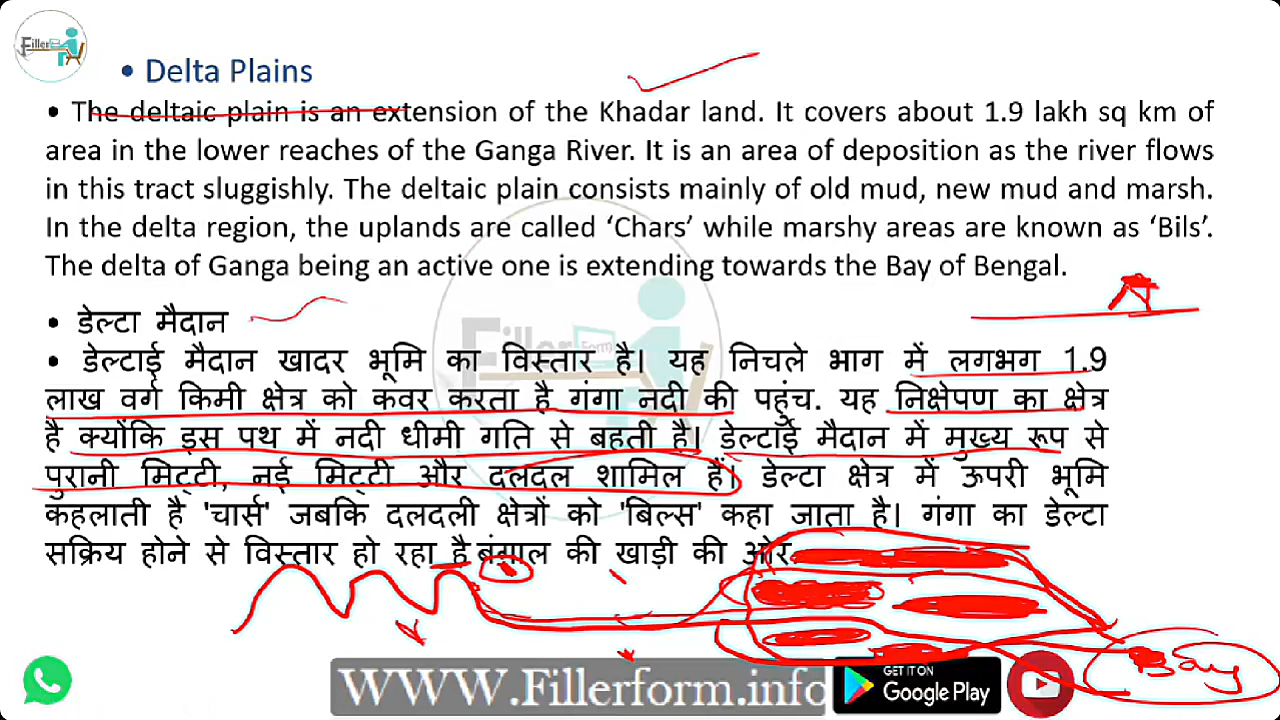 Filler
• Delta Plains
• The deltaic plain is an extension of the Khadar land. It covers about 1.9 lakh sq km of
area in the lower reaches of the Ganga River. It is an area of deposition as the river flows
in this tract sluggishly. The deltaic plain consists mainly of old mud, new mud and marsh.
In the delta region, the uplands are called ‘Chars’ while marshy areas are known as ‘Bils’.
The delta of Ganga being an active one is extending towards the Bay of Bengal.
• डेल्टा मैदान
• डेल्टाई मैदान खादर भूमि का विस्तार है। यह निचले भाग में लगभग 1.9
लाख वर्ग किमी क्षेत्र को कवर करता है गंगा नदी की पहुंच. यह निक्षेपण का क्षेत्र
है क्योंकि इस पथ में नदी धीमी गति से बहती है। डेल्टाई मैदान में मुख्य रूप से
पुरानी मिट्टी, नई मिट्टी और दलदल शामिल हैं। डेल्टा क्षेत्र में ऊपरी भूमि
कहलाती है 'चार्स' जबकि दलदली क्षेत्रों को 'बिल्स' कहा जाता है। गंगा का डेल्टा
सक्रिय होने से विस्तार हो रहा है बंगाल की खाड़ी की ओर.
Bay
WWW.Fillerform.info
GET IT ON
Google Play